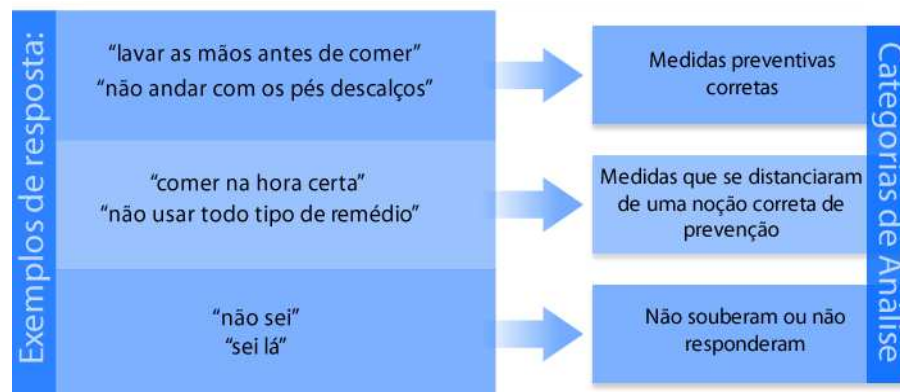 Exemplos de resposta:
“lavar as mãos antes de comer”
“não andar com os pés descalços”
Medidas preventivas
corretas
“comer na hora certa”
“não usar todo tipo de remédio”
Medidas que se distanciaram
de uma noção correta de
prevenção
“não sei”
“sei lá”
Não souberam ou não
responderam
Categorias de Análise